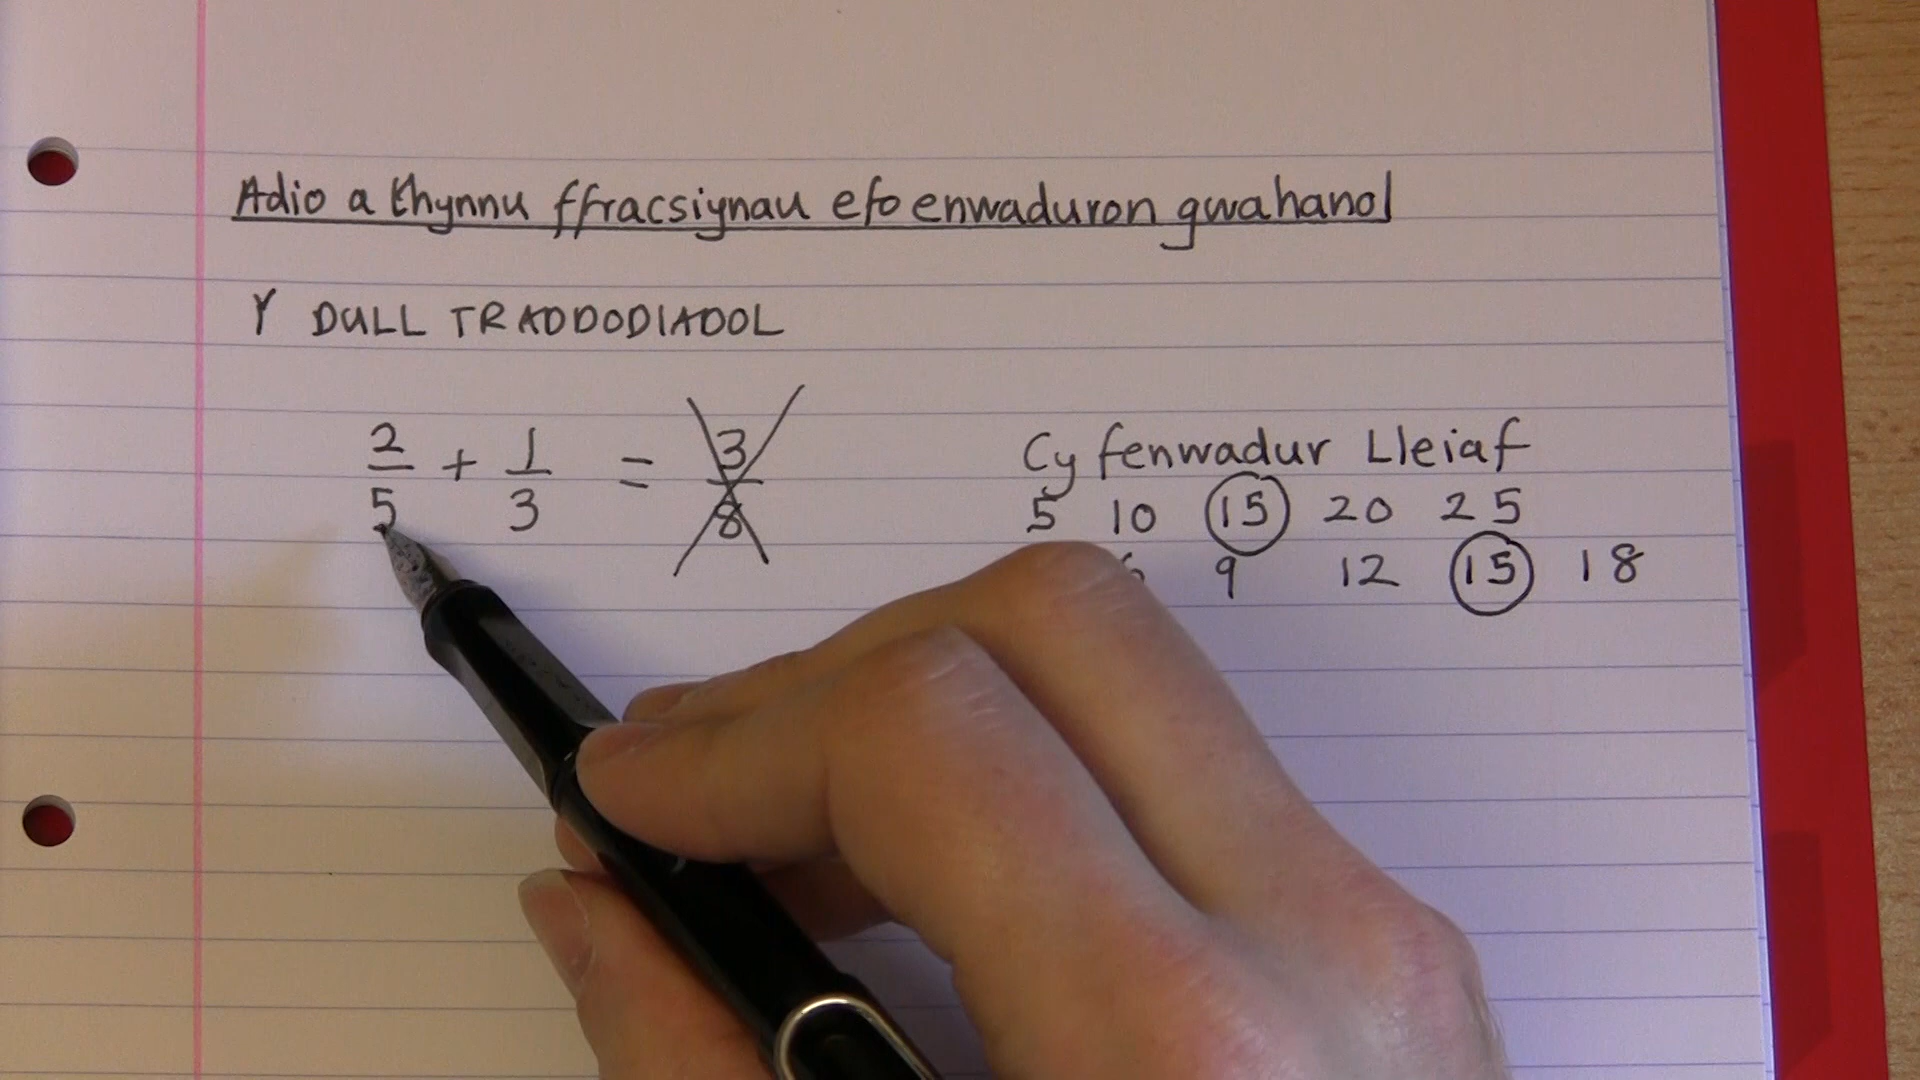 Adio a thynnu ffracsiynau efo enwaduron gwahanol
Y DULL TRADDODIADOL
2/5 + 1/3 = 3/8
Cyfenwadur Lleiaf
5 10 15 20 25
9 12 15 18